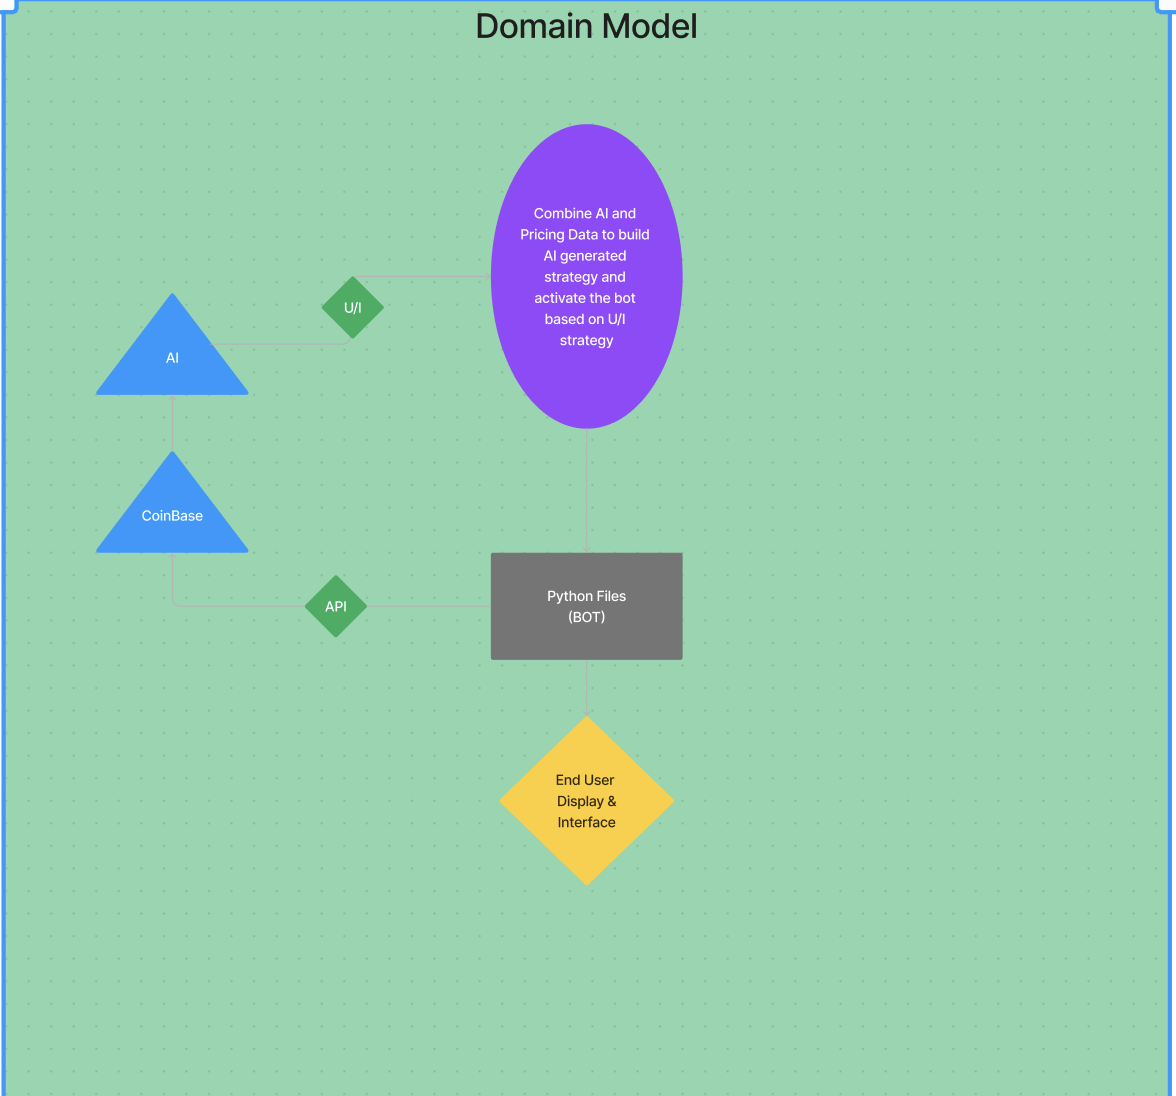 Domain Model
Combine AI and
Pricing Data to build
AI generated
strategy and
activate the bot
based on U/I
strategy
U/I
AI
CoinBase
API
Python Files
(BOT)
End User
Display &
Interface